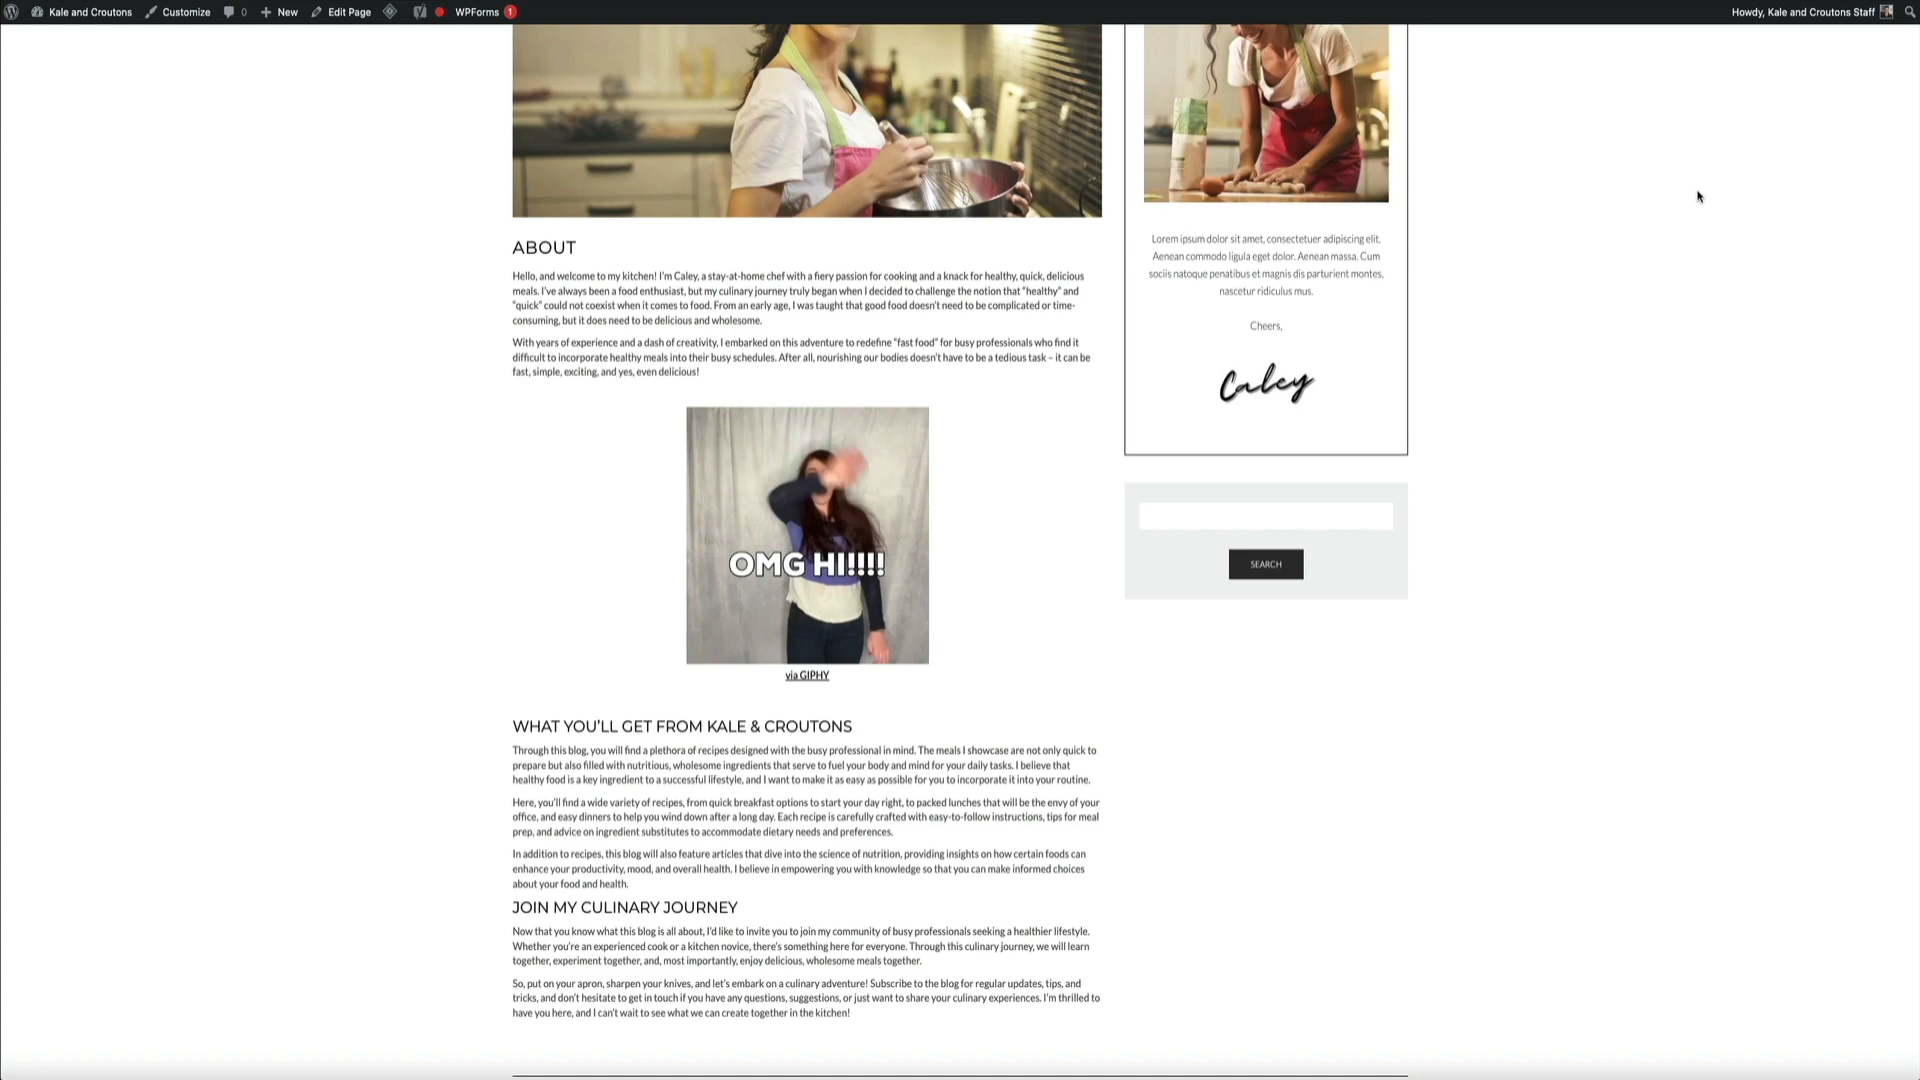 Kale and Croutons Customize 0 New Edit Page WPForms 1 Howdy, Kale and Croutons Staff
ABOUT
Hello, and welcome to my kitchen! I'm Caley, a stay-at-home chef with a fiery passion for cooking and a knack for healthy, quick, delicious
meals. I've always been a food enthusiast, but my culinary journey truly began when I decided to challenge the notion that "healthy" and
"quick" could not coexist when it comes to food. From an early age, I was taught that good food doesn't need to be complicated or time-
consuming, but it does need to be delicious and wholesome.
With years of experience and a dash of creativity, I embarked on this adventure to redefine "fast food" for busy professionals who find it
difficult to incorporate healthy meals into their busy schedules. After all, nourishing our bodies doesn't have to be a tedious task – it can be
fast, simple, exciting, and yes, even delicious!
OMG HI!!!!
via GIPHY
WHAT YOU'LL GET FROM KALE & CROUTONS
Through this blog, you will find a plethora of recipes designed with the busy professional in mind. The meals I showcase are not only quick to
prepare but also filled with nutritious, wholesome ingredients that serve to fuel your body and mind for your daily tasks. I believe that
healthy food is a key ingredient to a successful lifestyle, and I want to make it as easy as possible for you to incorporate it into your routine.
Here, you'll find a wide variety of recipes, from quick breakfast options to start your day right, to packed lunches that will be the envy of your
office, and easy dinners to help you wind down after a long day. Each recipe is carefully crafted with easy-to-follow instructions, tips for meal
prep, and advice on ingredient substitutes to accommodate dietary needs and preferences.
In addition to recipes, this blog will also feature articles that dive into the science of nutrition, providing insights on how certain foods can
enhance your productivity, mood, and overall health. I believe in empowering you with knowledge so that you can make informed choices
about your food and health.
JOIN MY CULINARY JOURNEY
Now that you know what this blog is all about, I'd like to invite you to join my community of busy professionals seeking a healthier lifestyle.
Whether you're an experienced cook or a kitchen novice, there's something here for everyone. Through this culinary journey, we will learn
together, experiment together, and, most importantly, enjoy delicious, wholesome meals together.
So, put on your apron, sharpen your knives, and let's embark on a culinary adventure! Subscribe to the blog for regular updates, tips, and
tricks, and don't hesitate to get in touch if you have any questions, suggestions, or just want to share your culinary experiences. I'm thrilled to
have you here, and I can't wait to see what we can create together in the kitchen!
Lorem ipsum dolor sit amet, consectetuer adipiscing elit.
Aenean commodo ligula eget dolor. Aenean massa. Cum
sociis natoque penatibus et magnis dis parturient montes,
nascetur ridiculus mus.
Cheers,
Caley
SEARCH